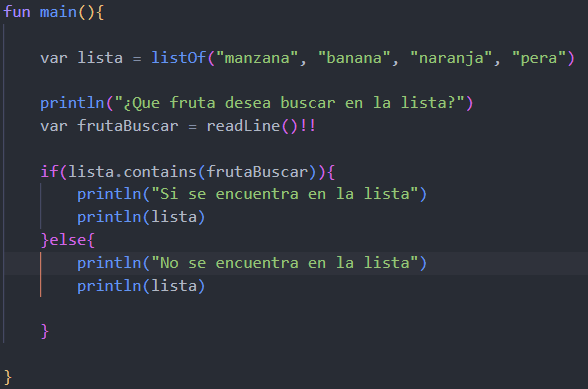 fun main(){
var lista = listOf("manzana", "banana", "naranja", "pera")
println("¿Que fruta desea buscar en la lista?")
var frutaBuscar = readLine()!!
if(lista.contains(frutaBuscar)){
println("Si se encuentra en la lista")
println(lista)
}else{
println("No se encuentra en la lista")
println(lista)
}
}